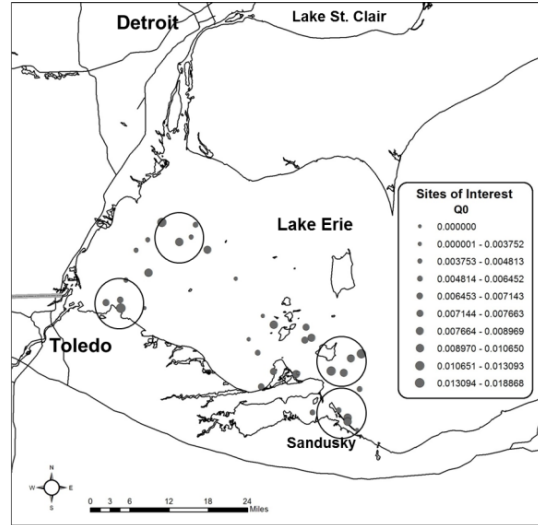 Detroit
Lake St. Clair
Sites of Interest
Q0
0.000000
0.000001 - 0.003752
0.003753 - 0.004813
0.004814 - 0.006452
0.006453 - 0.007143
0.007144 - 0.007663
0.007664 - 0.008969
0.008970 - 0.010650
0.010651 - 0.013093
0.013094 - 0.018868
Lake Erie
Toledo
Sandusky
N
W E
S
0 3 6 12 18 24
Miles